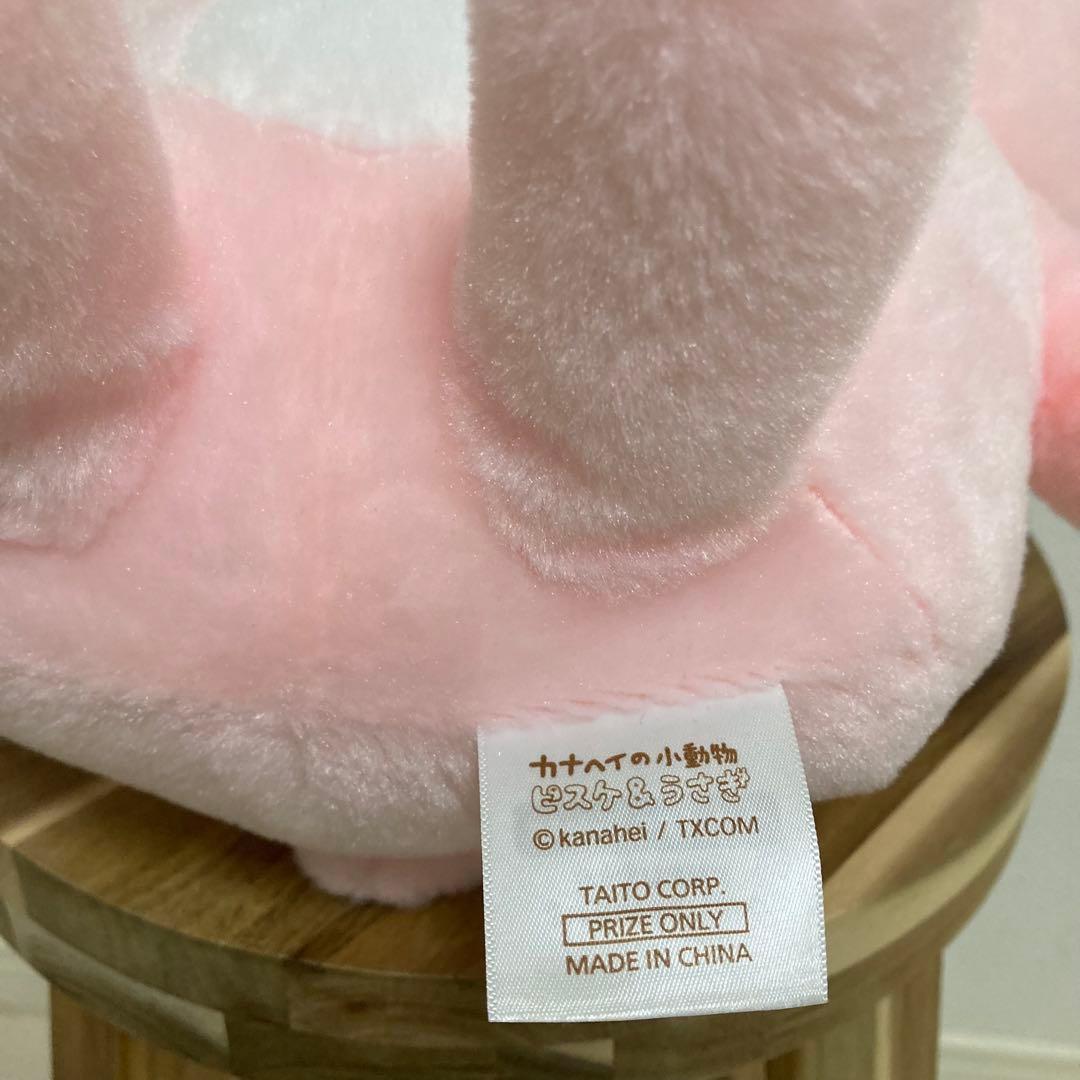 カナヘイの小動物
ピスケ&うさぎ
©kanahei / TXCOM
TAITO CORP.
PRIZE ONLY
MADE IN CHINA